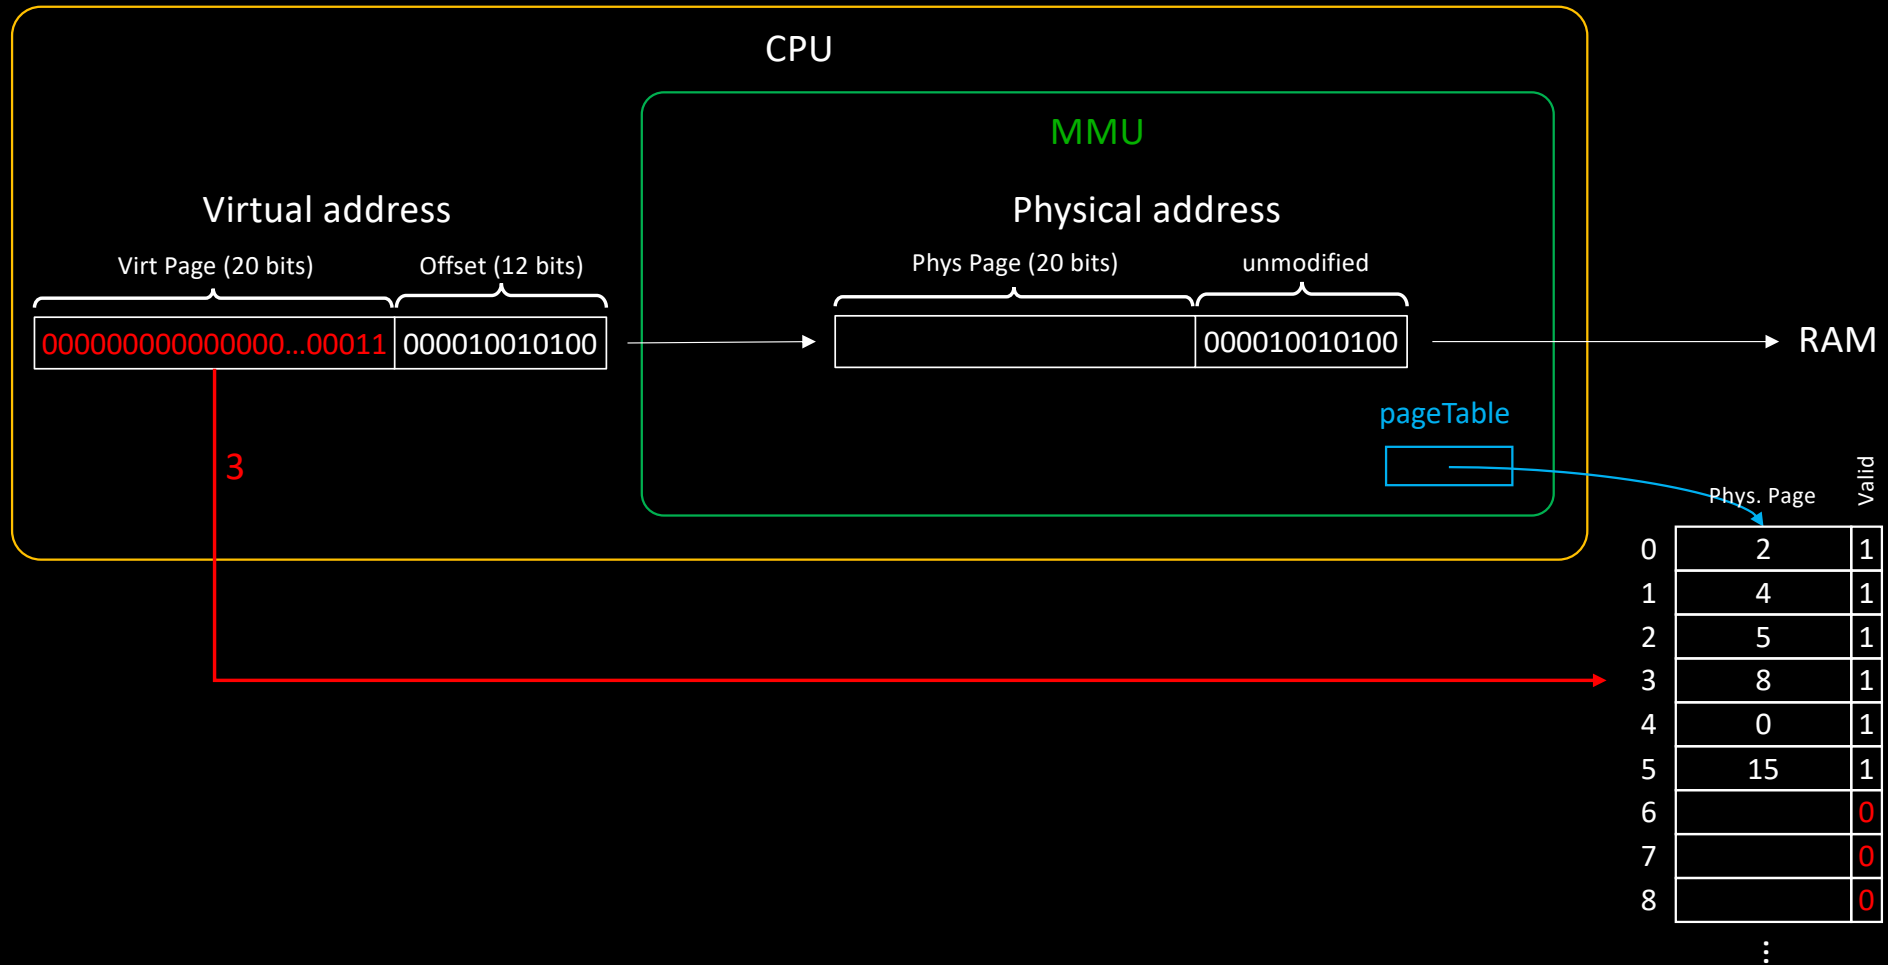 CPU
MMU
Virtual address
Physical address
Virt Page (20 bits)
Offset (12 bits)
Phys Page (20 bits)
unmodified
000000000000000...00011
000010010100
000010010100
RAM
pageTable
3
Phys. Page
Valid
0 2 1
1 4 1
2 5 1
3 8 1
4 0 1
5 15 1
6 0
7 0
8 0
...